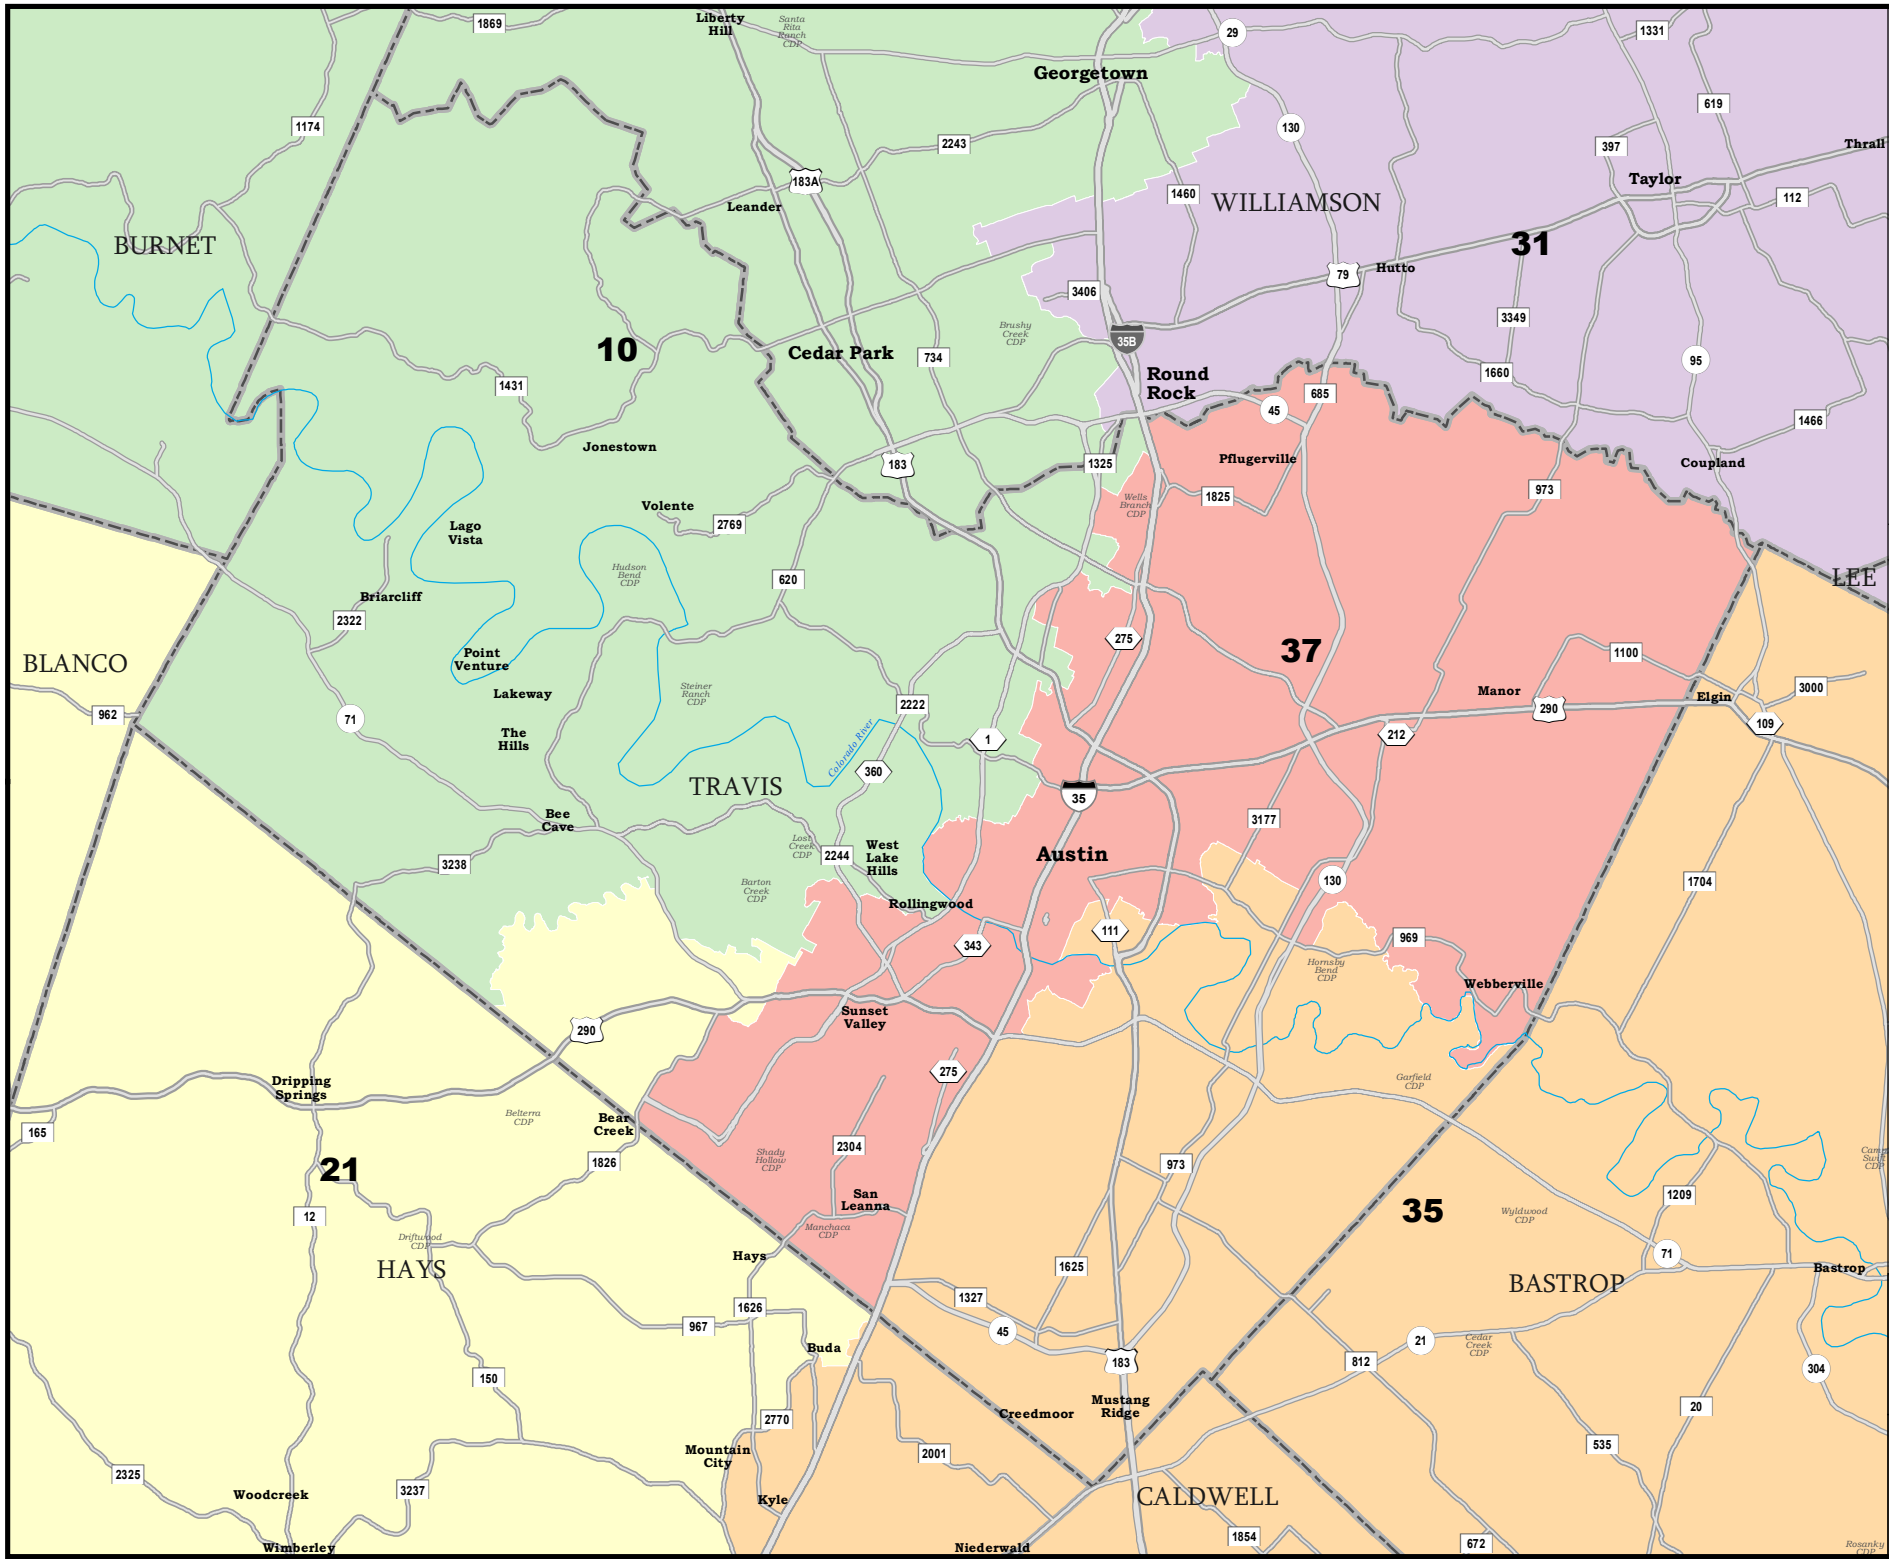 1869
Liberty
Hill
Santa
Rita
Ranch
CDP
29
1331
Georgetown
619
1174
130
2243
397
Thrall
183A
Taylor
Leander
1460
WILLIAMSON
112
BURNET
31
79
Hutto
3406
3349
Brushy
Creek
CDP
35B
10
Cedar Park
734
95
Round
Rock
1660
1431
685
45
1466
Jonestown
183
1325
Pflugerville
Coupland
973
1825
Wells
Branch
CDP
Volente
2769
Lago
Vista
Hudson
Bend
CDP
620
LEE
Briarcliff
2322
275
37
1100
BLANCO
Point
Venture
Lakeway
Steiner
Ranch
CDP
Manor
Elgin
3000
962
71
2222
290
109
The
Hills
1
212
Colorado River
360
TRAVIS
35
Bee
Cave
3177
3238
Lost
Creek
CDP
2244
West
Lake
Hills
Austin
130
1704
Barton
Creek
CDP
Rollingwood
343
111
969
Hornsby
Bend
CDP
Webberville
290
Sunset
Valley
275
Dripping
Springs
Garfield
CDP
Belterra
CDP
Bear
Creek
165
2304
Shady
Hollow
CDP
1826
973
21
Camp
Swift
CDP
San
Leanna
1209
35
Wyldwood
CDP
12
Manchaca
CDP
Driftwood
CDP
Hays
HAYS
1625
71
Bastrop
BASTROP
1327
1626
967
45
21
Cedar
Creek
CDP
Buda
183
812
304
150
Mustang
Ridge
Creedmoor
20
2770
535
Mountain
City
2001
2325
3237
Woodcreek
Kyle
CALDWELL
1854
672
Wimberley
Niederwald
Rosanky
CDP